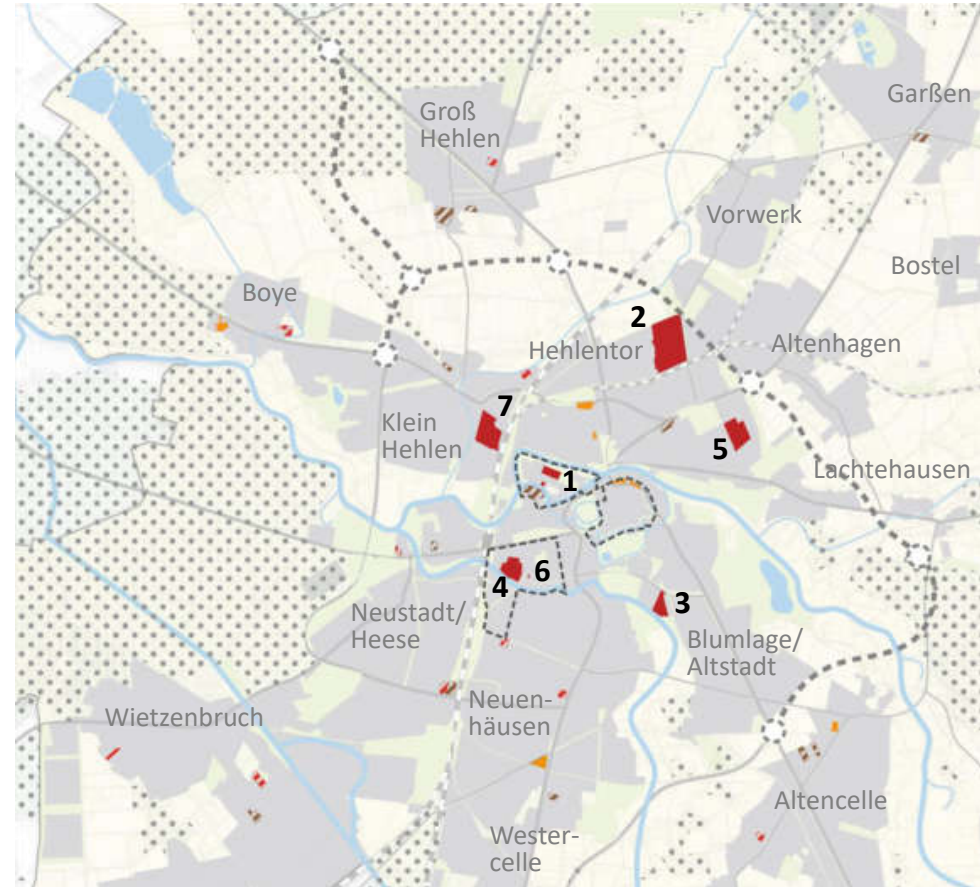 Garßen
Groß
Hehlen
Vorwerk
Bostel
Boye
2
Hehlentor
Altenhagen
7
Klein
Hehlen
5
Lachtehausen
1
6
4
3
Neustadt/
Heese
Blumlage/
Altstadt
Neuen-
häusen
Wietzenbruch
Altencelle
Wester-
celle